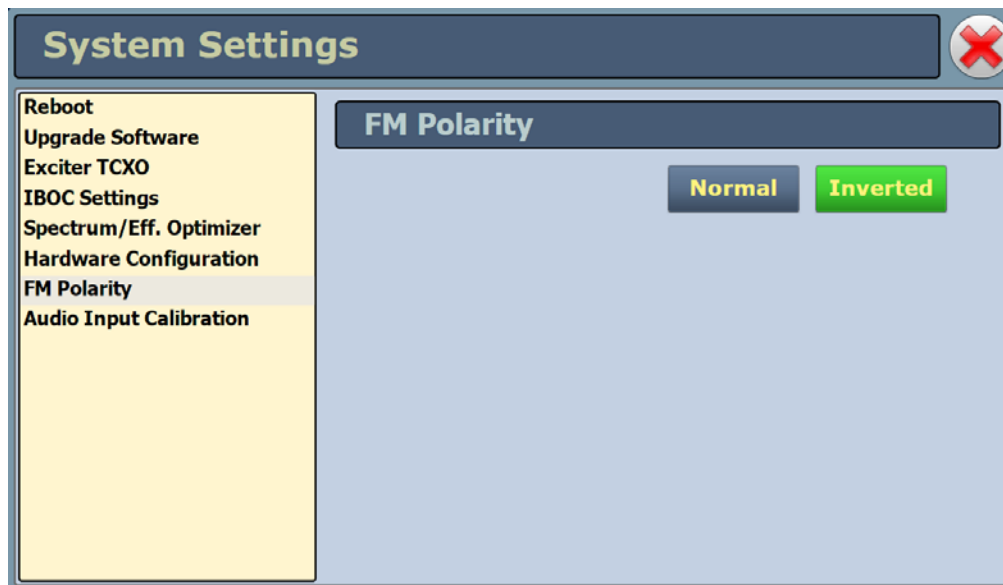 System Settings
Reboot
Upgrade Software
Exciter TCXO
IBOC Settings
Spectrum/Eff. Optimizer
Hardware Configuration
FM Polarity
Audio Input Calibration
FM Polarity
Normal Inverted